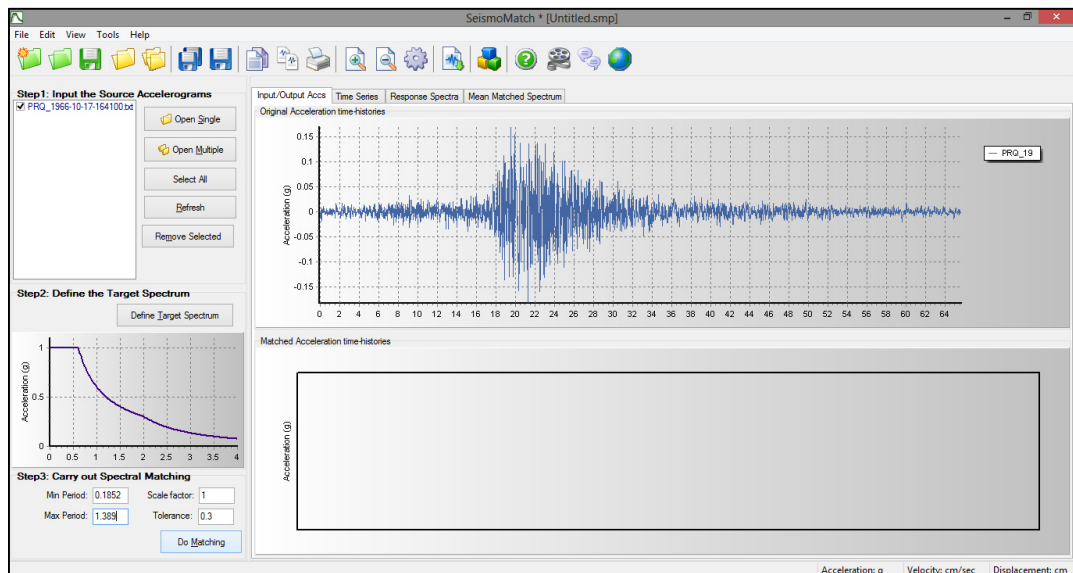 SeismoMatch * [Untitled.smp]
File Edit View Tools Help
Step1: Input the Source Accelerograms
PRQ_1966-10-17-164100.txt
Open Single
Open Multiple
Select All
Refresh
Remove Selected
Step2: Define the Target Spectrum
Define Target Spectrum
Acceleration (g)
1
0.5
0
0 0.5 1 1.5 2 2.5 3 3.5 4
Step3: Carry out Spectral Matching
Min Period: 0.1852 Scale factor: 1
Max Period: 1.389 Tolerance: 0.3
Do Matching
Input/Output Accs Time Series Response Spectra Mean Matched Spectrum
Original Acceleration time-histories
Acceleration (g)
0.15
0.1
0.05
0
-0.05
-0.1
-0.15
0 2 4 6 8 10 12 14 16 18 20 22 24 26 28 30 32 34 36 38 40 42 44 46 48 50 52 54 56 58 60 62 64
PRQ_19
Matched Acceleration time-histories
Acceleration (g)
Acceleration: g Velocity: cm/sec Displacement: cm